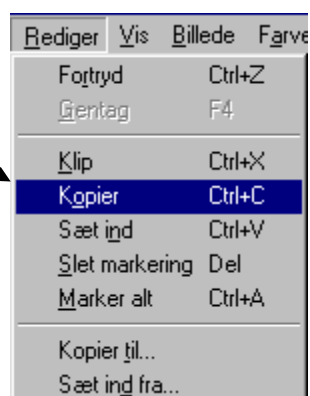 Rediger Vis Billede Farve
Fortryd Ctrl+Z
Gentag F4
Klip Ctrl+X
Kopier Ctrl+C
Sæt ind Ctrl+V
Slet markering Del
Marker alt Ctrl+A
Kopier til...
Sæt ind fra...